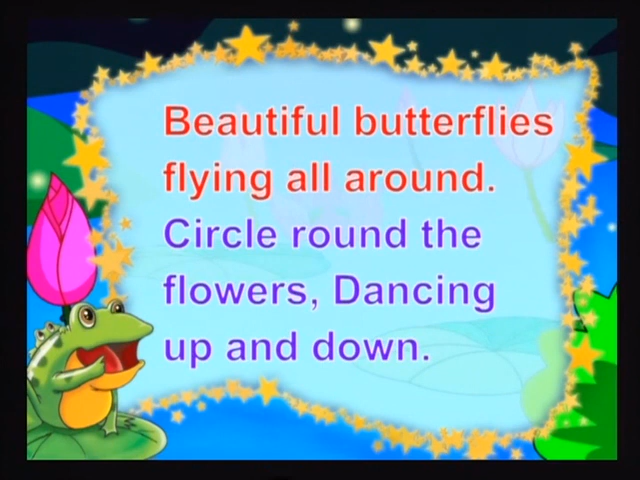 Beautiful butterflies
flying all around.
Circle round the
flowers, Dancing
up and down.